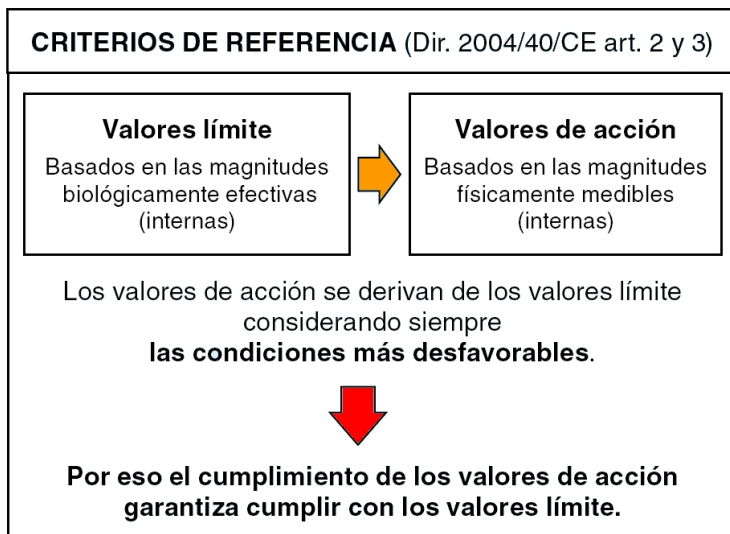 CRITERIOS DE REFERENCIA (Dir. 2004/40/CE art. 2 y 3)
Valores límite
Basados en las magnitudes
biológicamente efectivas
(internas)
Valores de acción
Basados en las magnitudes
físicamente medibles
(internas)
Los valores de acción se derivan de los valores límite
considerando siempre
las condiciones más desfavorables.
Por eso el cumplimiento de los valores de acción
garantiza cumplir con los valores límite.